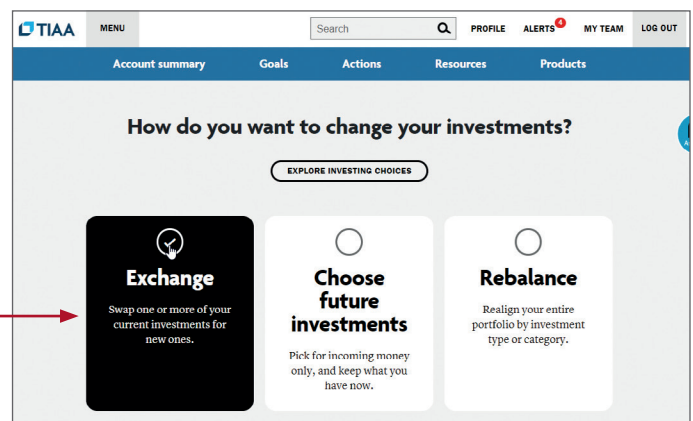 TIAA MENU Search PROFILE ALERTS 4 MY TEAM LOG OUT
Account summary Goals Actions Resources Products
How do you want to change your investments?
EXPLORE INVESTING CHOICES
Exchange
Swap one or more of your
current investments for
new ones.
Choose
future
investments
Pick for incoming money
only, and keep what you
have now.
Rebalance
Realign your entire
portfolio by investment
type or category.